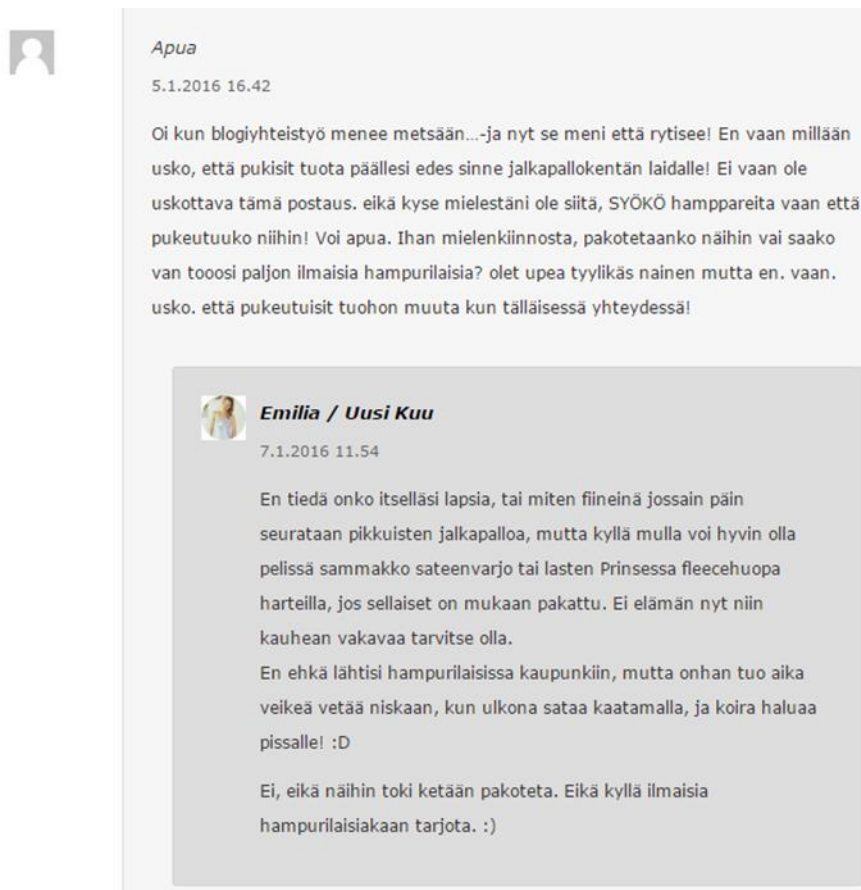 Apua
5.1.2016 16.42
Oi kun blogiyhteistyö menee metsään...-ja nyt se meni että rytisee! En vaan millään
usko, että pukisit tuota päällesi edes sinne jalkapallokentän laidalle! Ei vaan ole
uskottava tämä postaus. eikä kyse mielestäni ole siitä, SYÖKÖ hamppareita vaan että
pukeutuuko niihin! Voi apua. Ihan mielenkiinnosta, pakotetaanko näihin vai saako
van tooosi paljon ilmaisia hampurilaisia? olet upea tyylikäs nainen mutta en. vaan.
usko. että pukeutuisit tuohon muuta kun tälläisessä yhteydessä!
Emilia / Uusi Kuu
7.1.2016 11.54
En tiedä onko itselläsi lapsia, tai miten fiineinä jossain päin
seurataan pikkuisten jalkapalloa, mutta kyllä mulla voi hyvin olla
pelissä sammakko sateenvarjo tai lasten Prinsessa fleecehuopa
harteilla, jos sellaiset on mukaan pakattu. Ei elämän nyt niin
kauhean vakavaa tarvitse olla.
En ehkä lähtisi hampurilaisissa kaupunkiin, mutta onhan tuo aika
veikeä vetää niskaan, kun ulkona sataa kaatamalla, ja koira haluaa
pissalle! :D
Ei, eikä näihin toki ketään pakoteta. Eikä kyllä ilmaisia
hampurilaisiakaan tarjota. :)